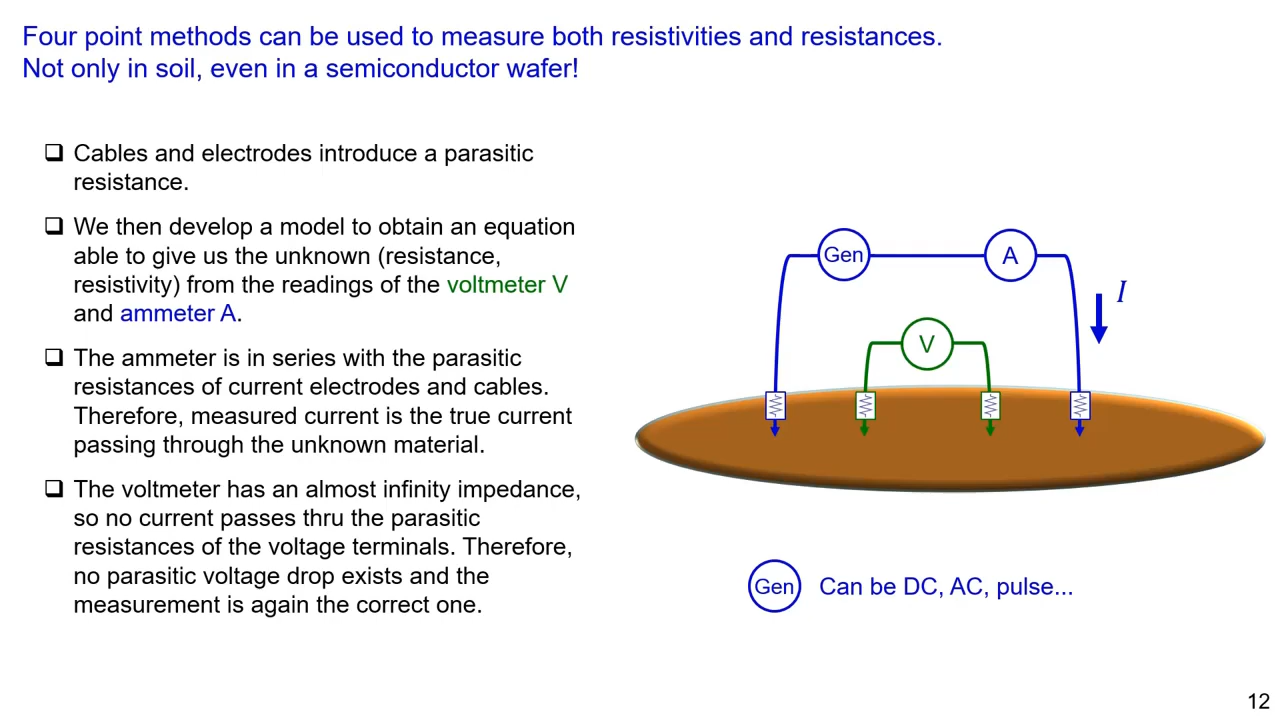 Four point methods can be used to measure both resistivities and resistances.
Not only in soil, even in a semiconductor wafer!
❑ Cables and electrodes introduce a parasitic
resistance.
❑ We then develop a model to obtain an equation
able to give us the unknown (resistance,
resistivity) from the readings of the voltmeter V
and ammeter A.
❑ The ammeter is in series with the parasitic
resistances of current electrodes and cables.
Therefore, measured current is the true current
passing through the unknown material.
❑ The voltmeter has an almost infinity impedance,
so no current passes thru the parasitic
resistances of the voltage terminals. Therefore,
no parasitic voltage drop exists and the
measurement is again the correct one.
Gen
A
I
V
Gen Can be DC, AC, pulse...
12